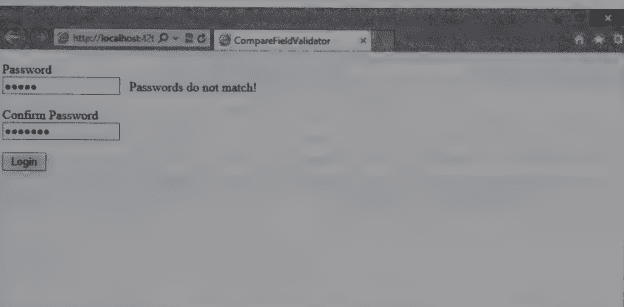 http://localhost:42
CompareFieldValidator
Password
••••• Passwords do not match!
Confirm Password
•••••••
Login